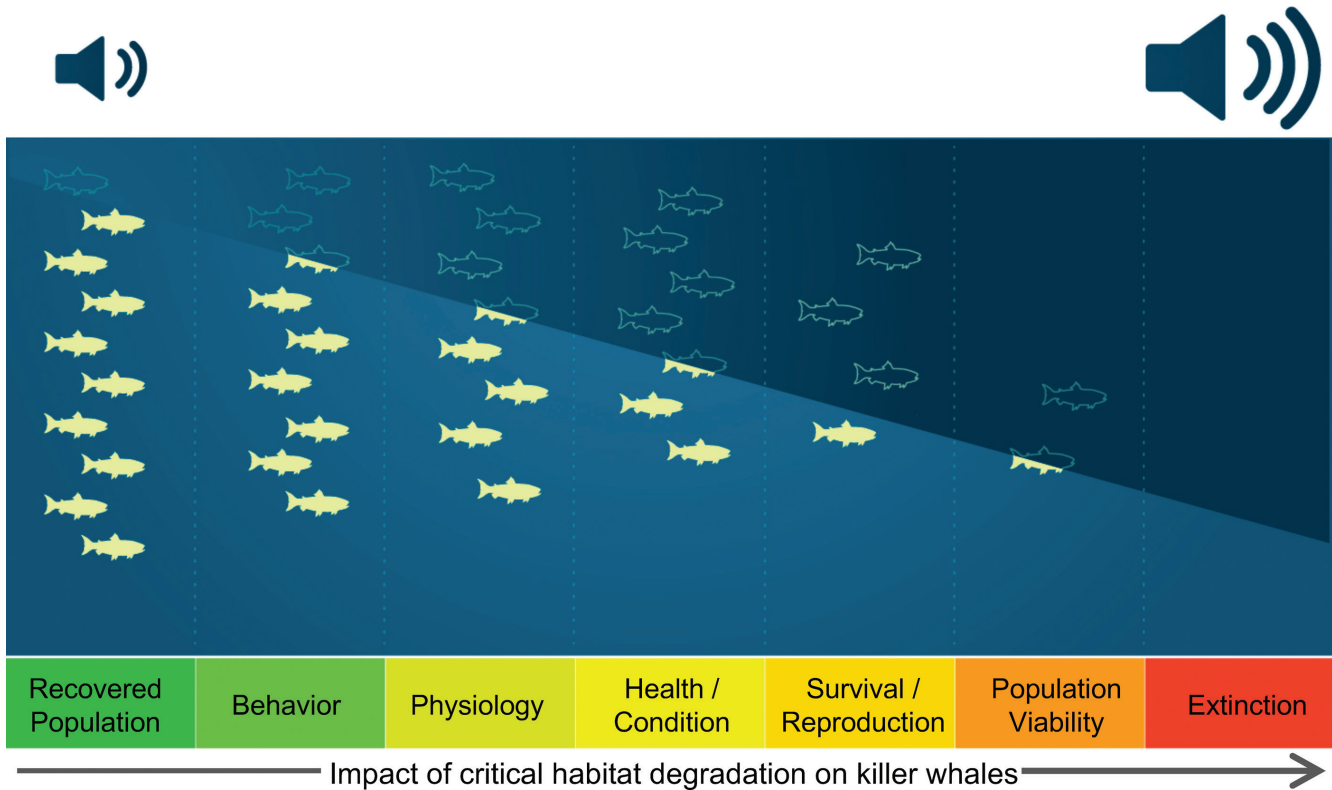 Recovered
Population
Behavior
Physiology
Health /
Condition
Survival /
Reproduction
Population
Viability
Extinction
Impact of critical habitat degradation on killer whales